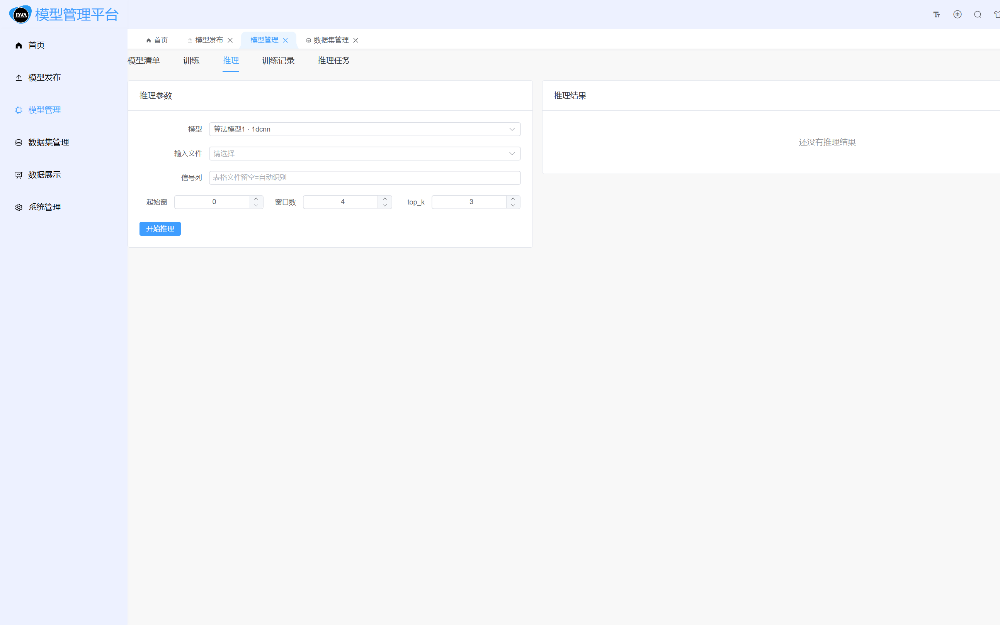 DVA 模型管理平台
首页
模型发布
模型管理
数据集管理
数据展示
系统管理
首页 模型发布 模型管理 数据集管理
模型清单 训练 推理 训练记录 推理任务
推理参数
模型 算法模型1 · 1dcnn
输入文件 请选择
信号列 表格文件留空=自动识别
起始窗 0 窗口数 4 top_k 3
开始推理
推理结果
还没有推理结果